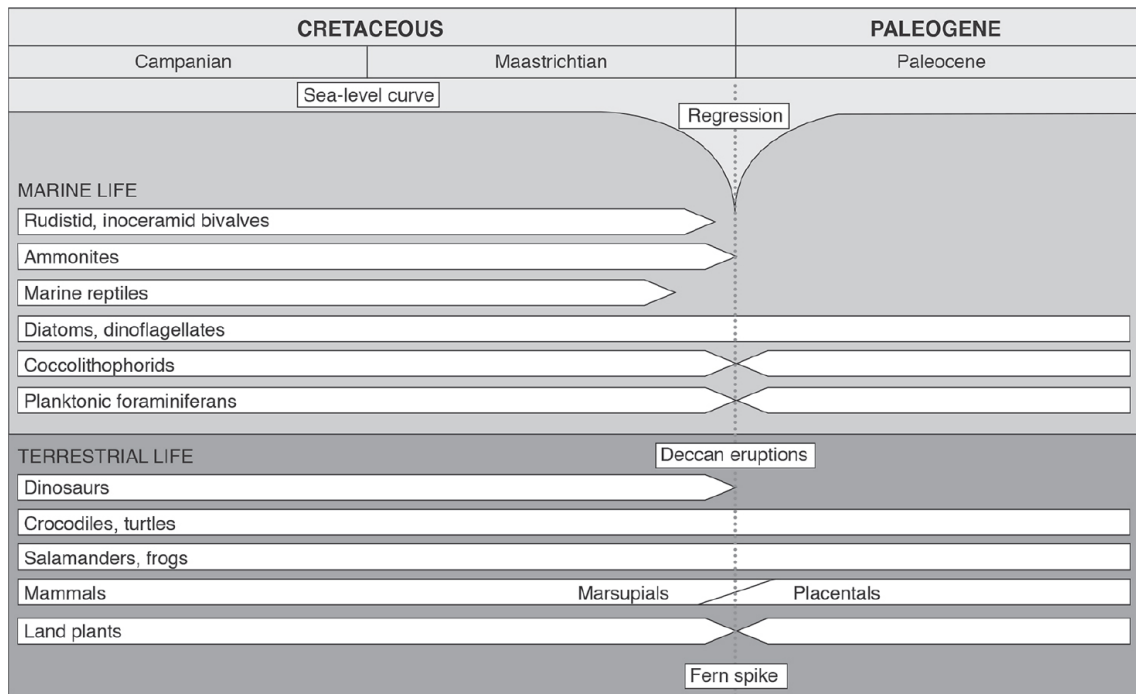 CRETACEOUS
PALEOGENE
Campanian
Maastrichtian
Paleocene
Sea-level curve
Regression
MARINE LIFE
Rudistid, inoceramid bivalves
Ammonites
Marine reptiles
Diatoms, dinoflagellates
Coccolithophorids
Planktonic foraminiferans
TERRESTRIAL LIFE
Deccan eruptions
Dinosaurs
Crocodiles, turtles
Salamanders, frogs
Mammals
Marsupials
Placentals
Land plants
Fern spike